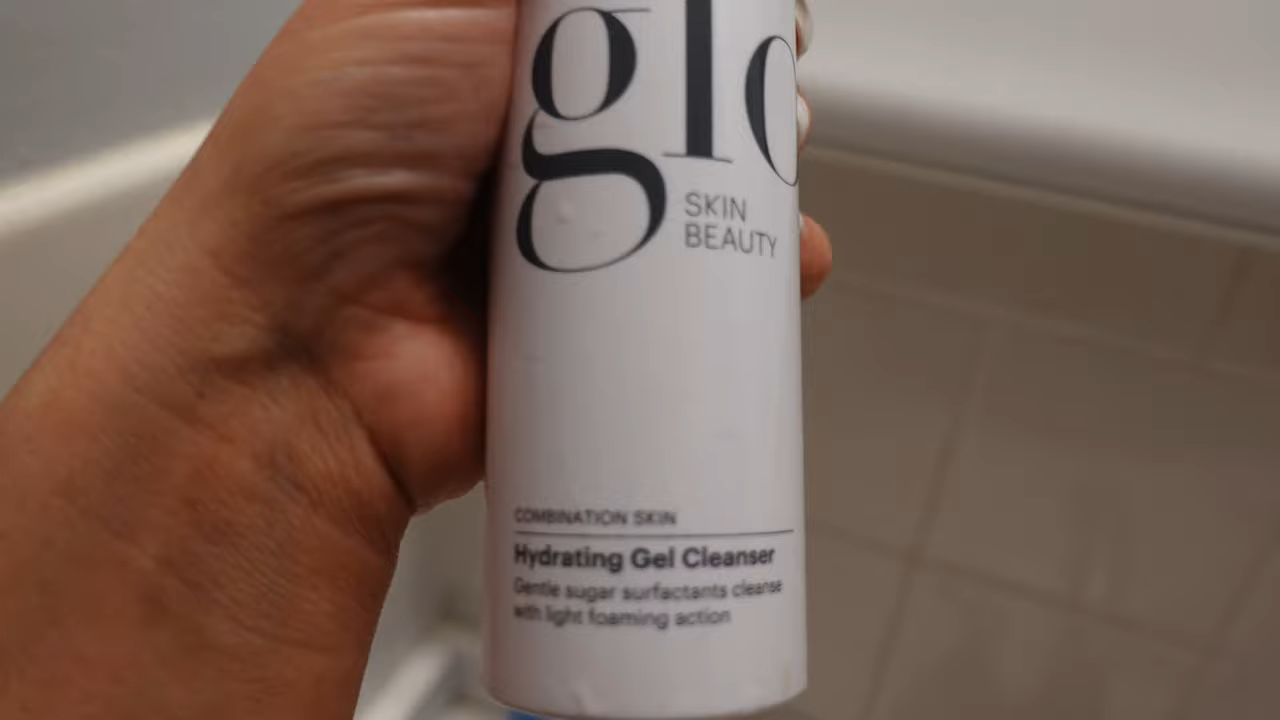 glo
SKIN
BEAUTY
COMBINATION SKIN
Hydrating Gel Cleanser
Gentle sugar surfactants cleanse
with light foaming action